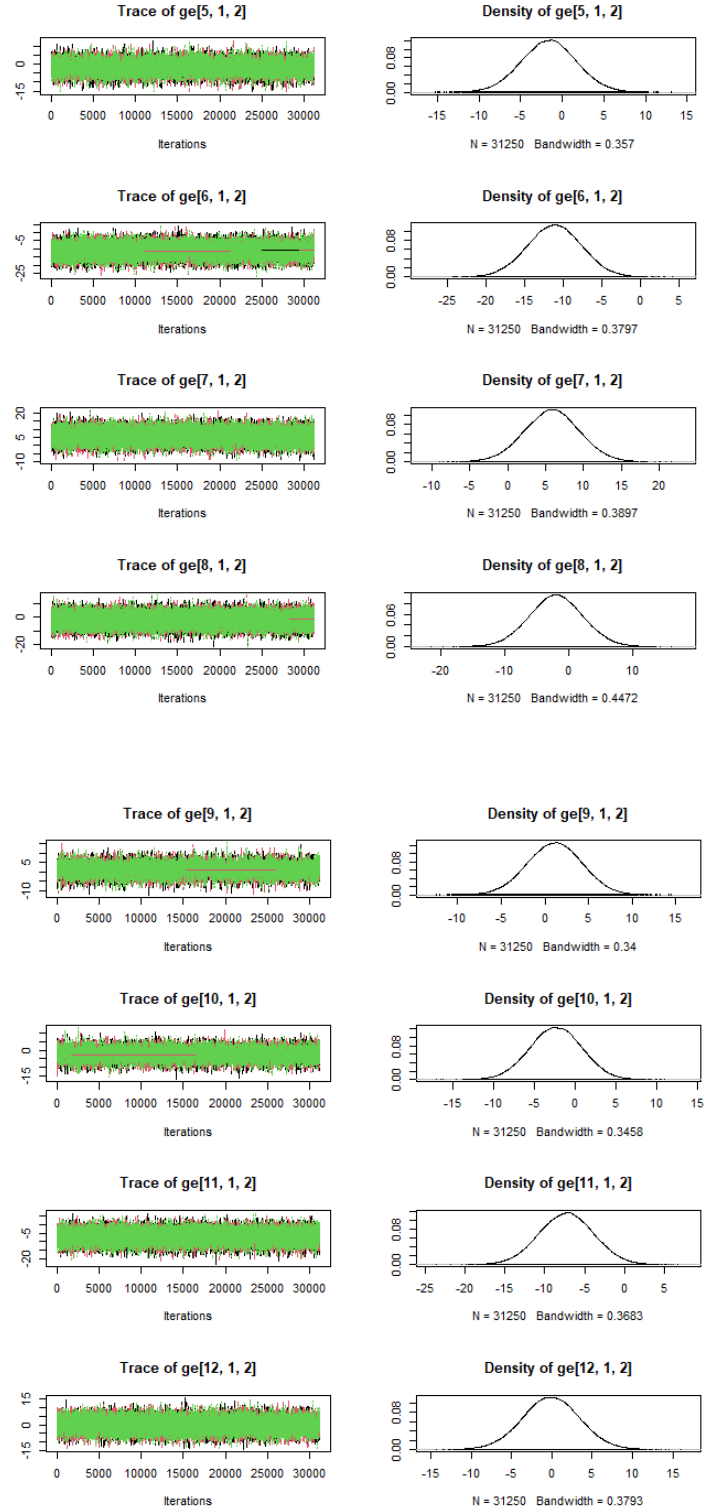 Trace of ge[5, 1, 2]
Density of ge[5, 1, 2]
0
-15
0 5000 10000 15000 20000 25000 30000
Iterations
0.08
0.00
-15 -10 -5 0 5 10 15
N = 31250 Bandwidth = 0.357
Trace of ge[6, 1, 2]
Density of ge[6, 1, 2]
-5
-25
0 5000 10000 15000 20000 25000 30000
Iterations
0.08
0.00
-25 -20 -15 -10 -5 0 5
N = 31250 Bandwidth = 0.3797
Trace of ge[7, 1, 2]
Density of ge[7, 1, 2]
20
5
-10
0 5000 10000 15000 20000 25000 30000
Iterations
0.08
0.00
-10 -5 0 5 10 15 20
N = 31250 Bandwidth = 0.3897
Trace of ge[8, 1, 2]
Density of ge[8, 1, 2]
0
-20
0 5000 10000 15000 20000 25000 30000
Iterations
0.06
0.00
-20 -10 0 10
N = 31250 Bandwidth = 0.4472
Trace of ge[9, 1, 2]
Density of ge[9, 1, 2]
5
-10
0 5000 10000 15000 20000 25000 30000
Iterations
0.08
0.00
-10 -5 0 5 10 15
N = 31250 Bandwidth = 0.34
Trace of ge[10, 1, 2]
Density of ge[10, 1, 2]
0
-15
0 5000 10000 15000 20000 25000 30000
Iterations
0.08
0.00
-15 -10 -5 0 5 10 15
N = 31250 Bandwidth = 0.3458
Trace of ge[11, 1, 2]
Density of ge[11, 1, 2]
-5
-20
0 5000 10000 15000 20000 25000 30000
Iterations
0.08
0.00
-25 -20 -15 -10 -5 0 5
N = 31250 Bandwidth = 0.3683
Trace of ge[12, 1, 2]
Density of ge[12, 1, 2]
15
0
-15
0 5000 10000 15000 20000 25000 30000
Iterations
0.08
0.00
-15 -10 -5 0 5 10 15
N = 31250 Bandwidth = 0.3793